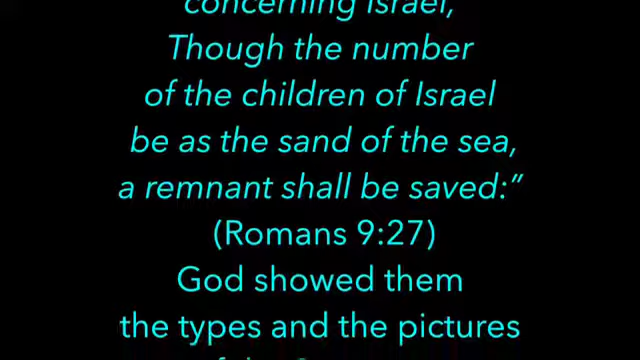 concerning Israel,
Though the number
of the children of Israel
be as the sand of the sea,
a remnant shall be saved:”
(Romans 9:27)
God showed them
the types and the pictures